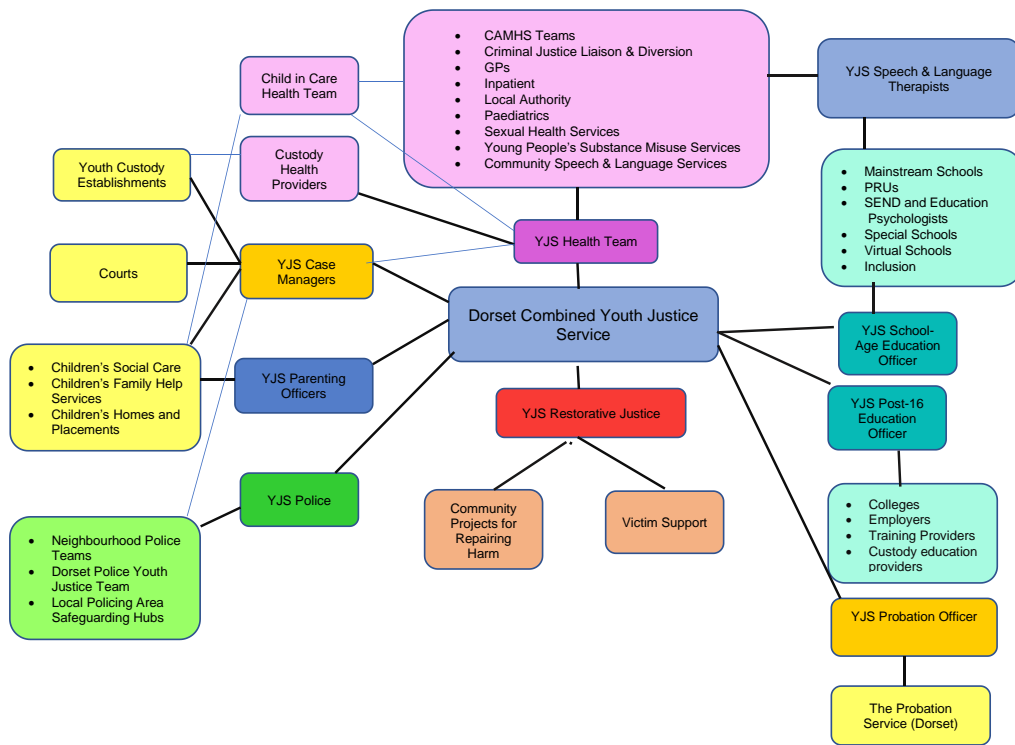 • CAMHS Teams
• Criminal Justice Liaison & Diversion
• GPs
• Inpatient
• Local Authority
• Paediatrics
• Sexual Health Services
• Young People's Substance Misuse Services
• Community Speech & Language Services
YJS Speech & Language
Therapists
Child in Care
Health Team
Youth Custody
Establishments
Custody
Health
Providers
• Mainstream Schools
• PRUs
• SEND and Education
Psychologists
• Special Schools
• Virtual Schools
• Inclusion
YJS Health Team
Courts
YJS Case
Managers
Dorset Combined Youth Justice
Service
YJS School-
Age Education
Officer
• Children's Social Care
• Children's Family Help
Services
• Children's Homes and
Placements
YJS Parenting
Officers
YJS Restorative Justice
YJS Post-16
Education
Officer
YJS Police
Community
Projects for
Repairing
Harm
Victim Support
• Colleges
• Employers
• Training Providers
• Custody education
providers
• Neighbourhood Police
Teams
• Dorset Police Youth
Justice Team
• Local Policing Area
Safeguarding Hubs
YJS Probation Officer
The Probation
Service (Dorset)